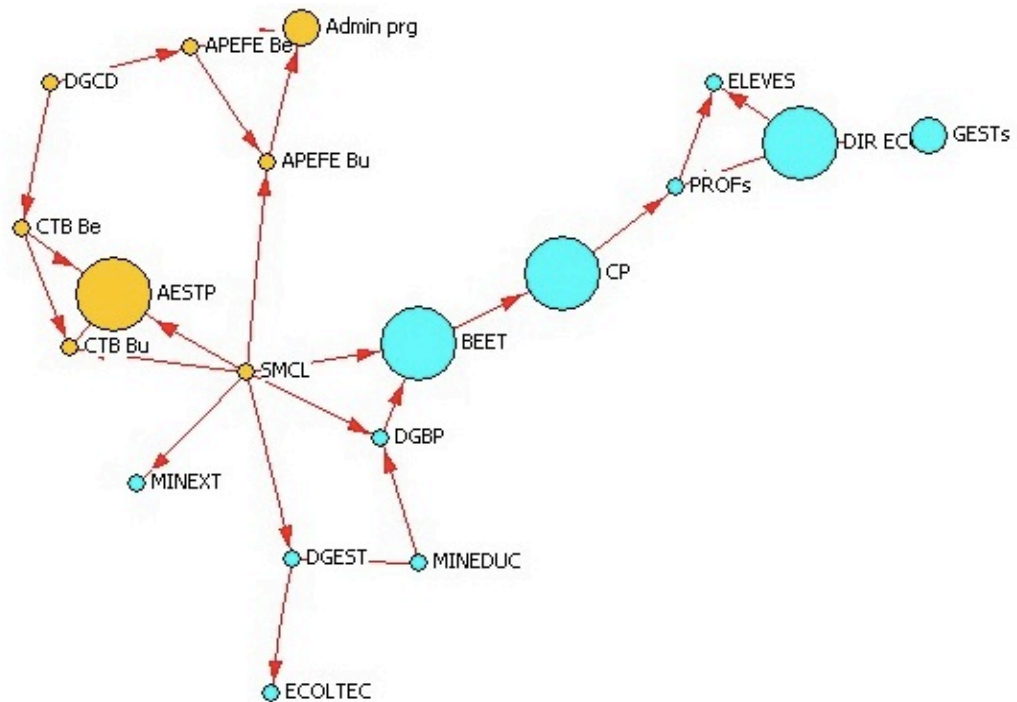 Admin prg
APEFE Be
DGCD
ELEVES
DIR EC
GESTs
APEFE Bu
PROFs
CTB Be
CP
AESTP
BEET
CTB Bu
SMCL
DGBP
MINEXT
DGEST
MINEDUC
ECOLTEC